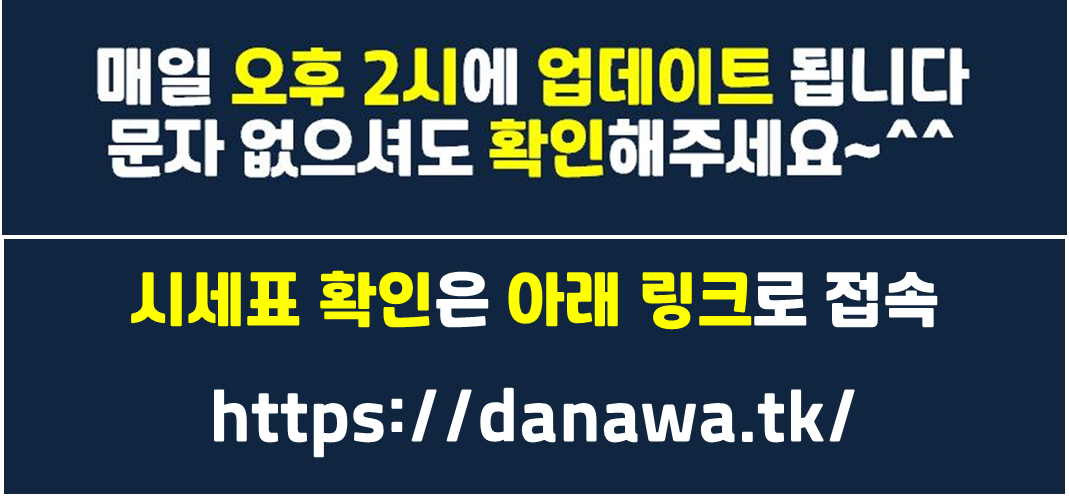 매일 오후 2시에 업데이트 됩니다
문자 없으셔도 확인해주세요~^^
시세표 확인은 아래 링크로 접속
https://danawa.tk/